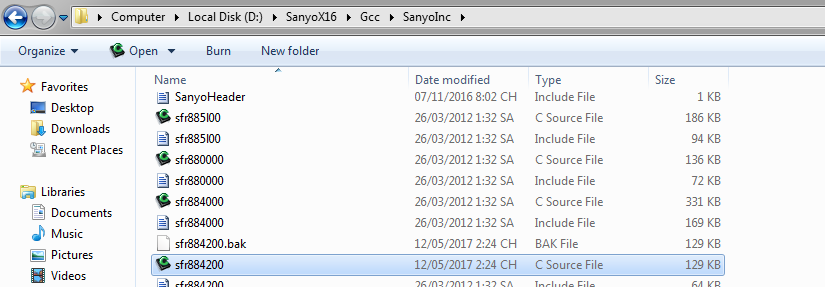 Computer Local Disk (D:) SanyoX16 Gcc SanyoInc
Organize Open Burn New folder
Favorites
Desktop
Downloads
Recent Places
Libraries
Documents
Music
Pictures
Videos
Name Date modified Type Size
SanyoHeader 07/11/2016 8:02 CH Include File 1 KB
sfr885I00 26/03/2012 1:32 SA C Source File 186 KB
sfr885I00 26/03/2012 1:32 SA Include File 94 KB
sfr880000 26/03/2012 1:32 SA C Source File 136 KB
sfr880000 26/03/2012 1:32 SA Include File 72 KB
sfr884000 26/03/2012 1:32 SA C Source File 331 KB
sfr884000 26/03/2012 1:32 SA Include File 169 KB
sfr884200.bak 12/05/2017 2:24 CH BAK File 129 KB
sfr884200 12/05/2017 2:24 CH C Source File 129 KB
sfr884200 26/03/2012 1:32 SA Include File 64 KB